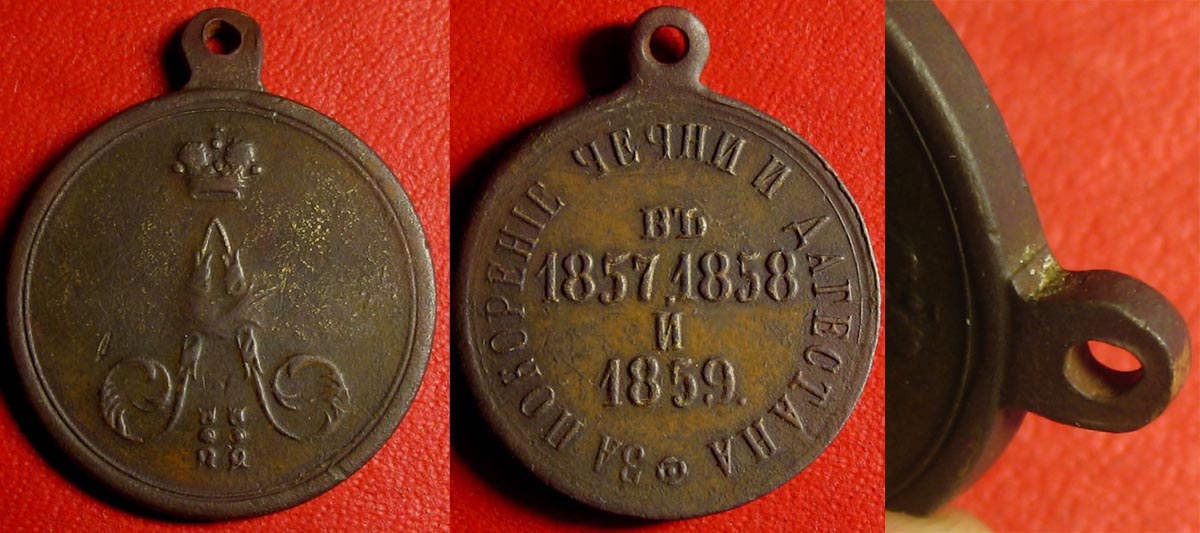 ЗА ПОКОРЕНІЕ ЧЕЧНИ И ДАГЕСТАНА
ВЪ
1857,1858
И
1859.